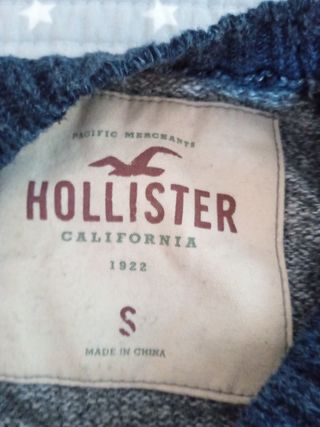 PACIFIC MERCHANTS
HOLLISTER
CALIFORNIA
1922
S
MADE IN CHINA